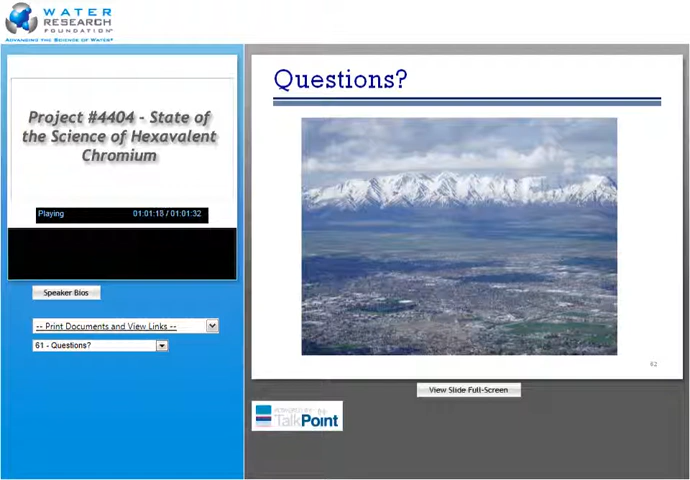 WATER
RESEARCH
FOUNDATION
ADVANCING THE SCIENCE OF WATER®
Project #4404 - State of
the Science of Hexavalent
Chromium
Playing 01:01:18 / 01:01:32
Speaker Bios
-- Print Documents and View Links --
61 - Questions?
Questions?
62
View Slide Full-Screen
POWERED BY
TalkPoint